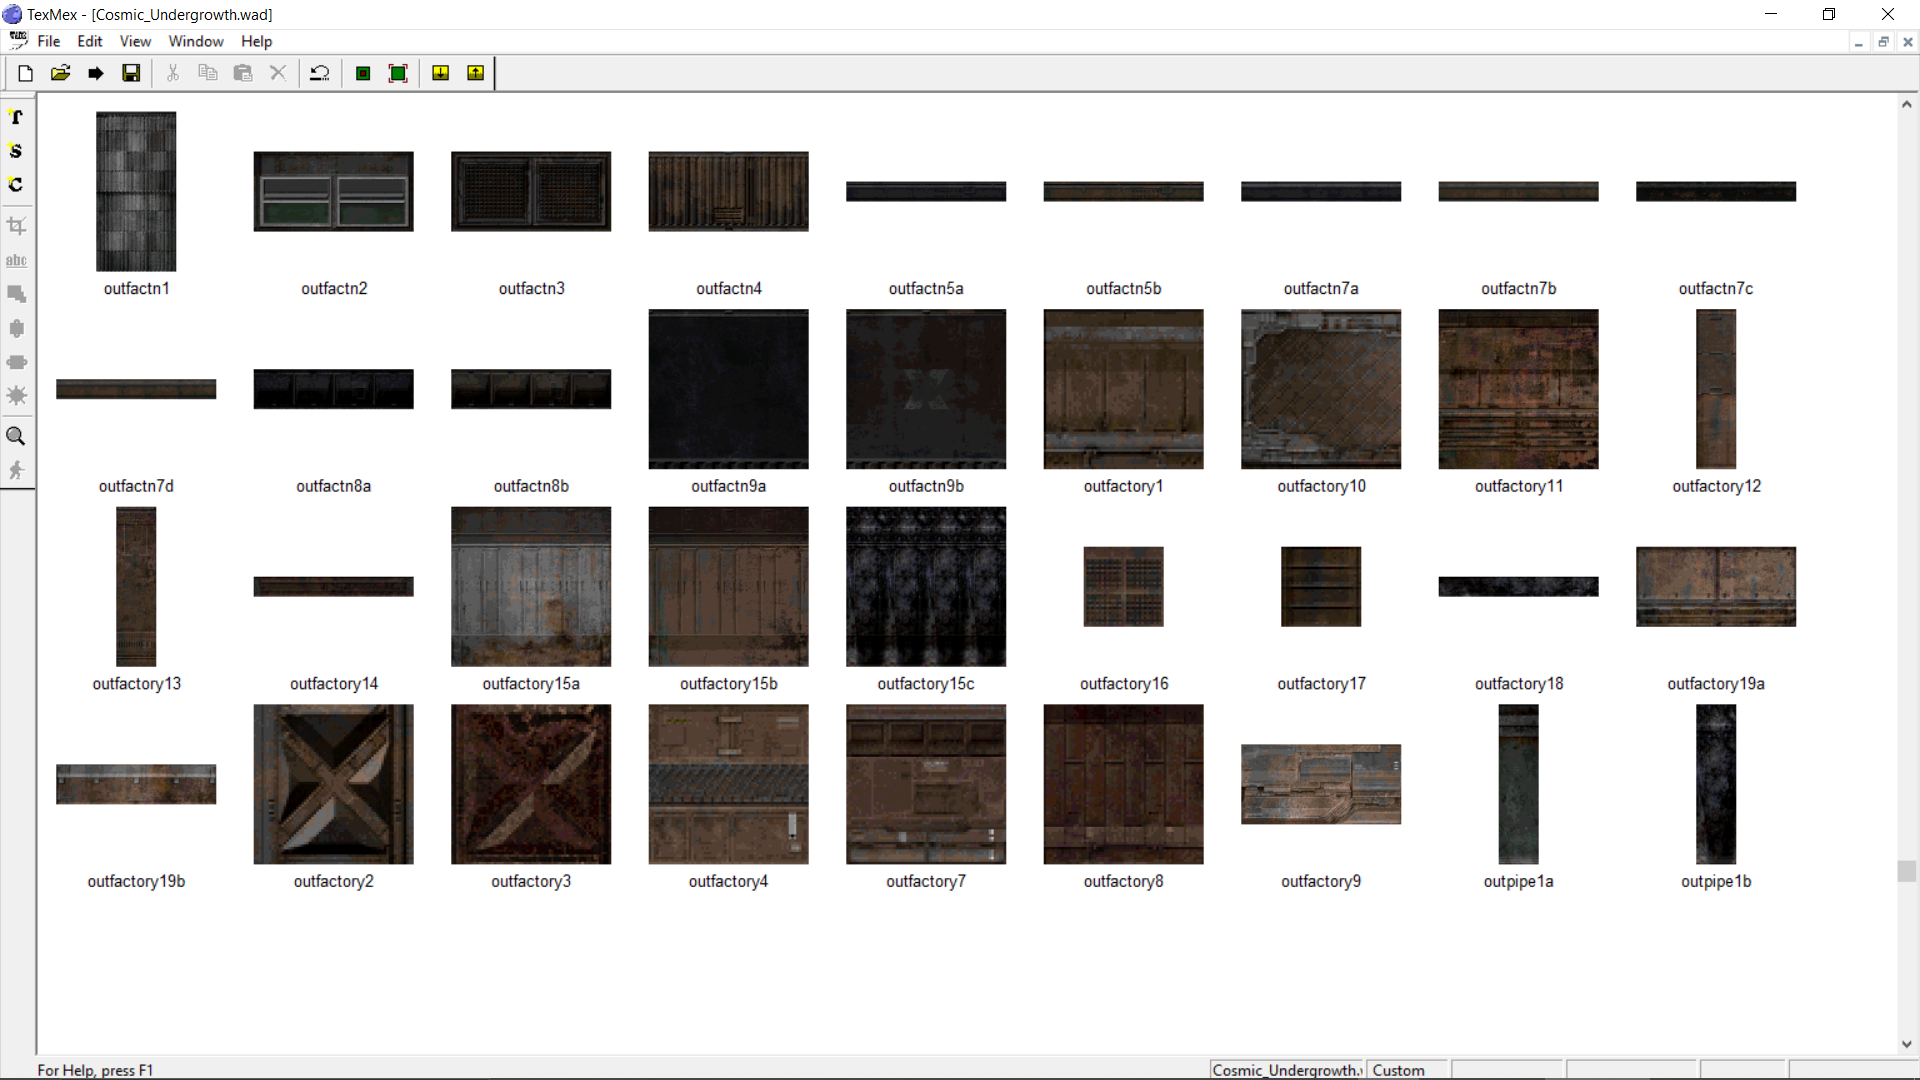 TexMex - [Cosmic_Undergrowth.wad]
File Edit View Window Help
T
S
C
abc
outfactn1 outfactn2 outfactn3 outfactn4 outfactn5a outfactn5b outfactn7a outfactn7b outfactn7c
outfactn7d outfactn8a outfactn8b outfactn9a outfactn9b outfactory1 outfactory10 outfactory11 outfactory12
outfactory13 outfactory14 outfactory15a outfactory15b outfactory15c outfactory16 outfactory17 outfactory18 outfactory19a
outfactory19b outfactory2 outfactory3 outfactory4 outfactory7 outfactory8 outfactory9 outpipe1a outpipe1b
For Help, press F1 Cosmic_Undergrowth. Custom